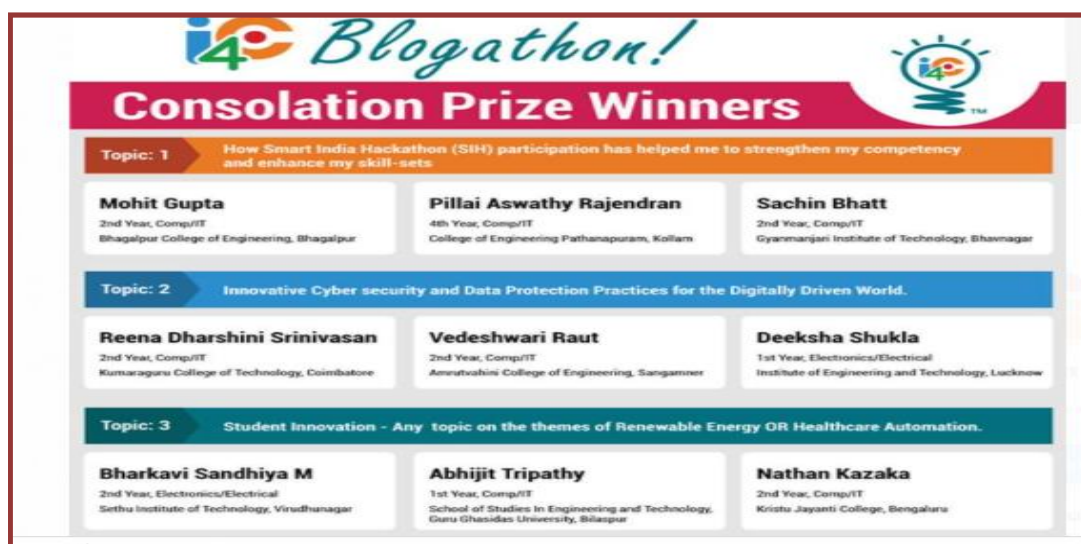 i4C Blogathon!
i4C
TM
Consolation Prize Winners
Topic: 1
How Smart India Hackathon (SIH) participation has helped me to strengthen my competency
and enhance my skill-sets
Mohit Gupta
2nd Year, Comp/IT
Bhagalpur College of Engineering, Bhagalpur
Pillai Aswathy Rajendran
4th Year, Comp/IT
College of Engineering Pathanapuram, Kollam
Sachin Bhatt
2nd Year, Comp/IT
Gyanmanjari Institute of Technology, Bhavnagar
Topic: 2
Innovative Cyber security and Data Protection Practices for the Digitally Driven World.
Reena Dharshini Srinivasan
2nd Year, Comp/IT
Kumaraguru College of Technology, Coimbatore
Vedeshwari Raut
2nd Year, Comp/IT
Amrutvahini College of Engineering, Sangamner
Deeksha Shukla
1st Year, Electronics/Electrical
Institute of Engineering and Technology, Lucknow
Topic: 3
Student Innovation - Any topic on the themes of Renewable Energy OR Healthcare Automation.
Bharkavi Sandhiya M
2nd Year, Electronics/Electrical
Sethu Institute of Technology, Virudhunagar
Abhijit Tripathy
1st Year, Comp/IT
School of Studies In Engineering and Technology,
Guru Ghasidas University, Bilaspur
Nathan Kazaka
2nd Year, Comp/IT
Kristu Jayanti College, Bengaluru